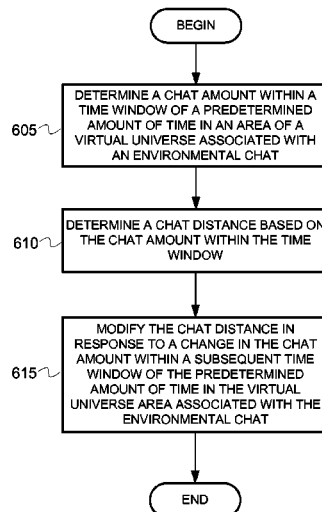 BEGIN
DETERMINE A CHAT AMOUNT WITHIN A
TIME WINDOW OF A PREDETERMINED
AMOUNT OF TIME IN AN AREA OF A
VIRTUAL UNIVERSE ASSOCIATED WITH
AN ENVIRONMENTAL CHAT
605
DETERMINE A CHAT DISTANCE BASED ON
THE CHAT AMOUNT WITHIN THE TIME
WINDOW
610
MODIFY THE CHAT DISTANCE IN
RESPONSE TO A CHANGE IN THE CHAT
AMOUNT WITHIN A SUBSEQUENT TIME
WINDOW OF THE PREDETERMINED
AMOUNT OF TIME IN THE VIRTUAL
UNIVERSE AREA ASSOCIATED WITH THE
ENVIRONMENTAL CHAT
615
END